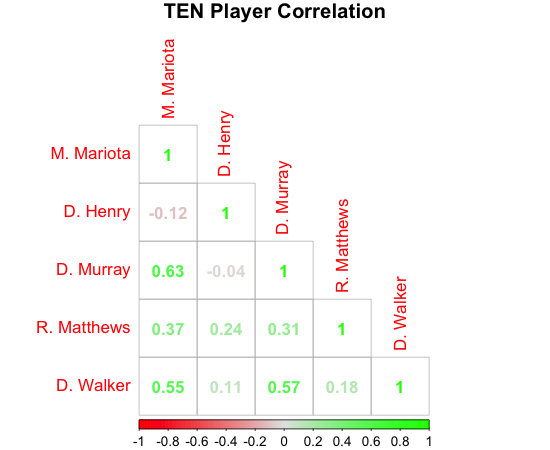 TEN Player Correlation
M. Mariota
D. Henry
D. Murray
R. Matthews
D. Walker
M. Mariota 1
D. Henry -0.12 1
D. Murray 0.63 -0.04 1
R. Matthews 0.37 0.24 0.31 1
D. Walker 0.55 0.11 0.57 0.18 1
-1 -0.8 -0.6 -0.4 -0.2 0 0.2 0.4 0.6 0.8 1